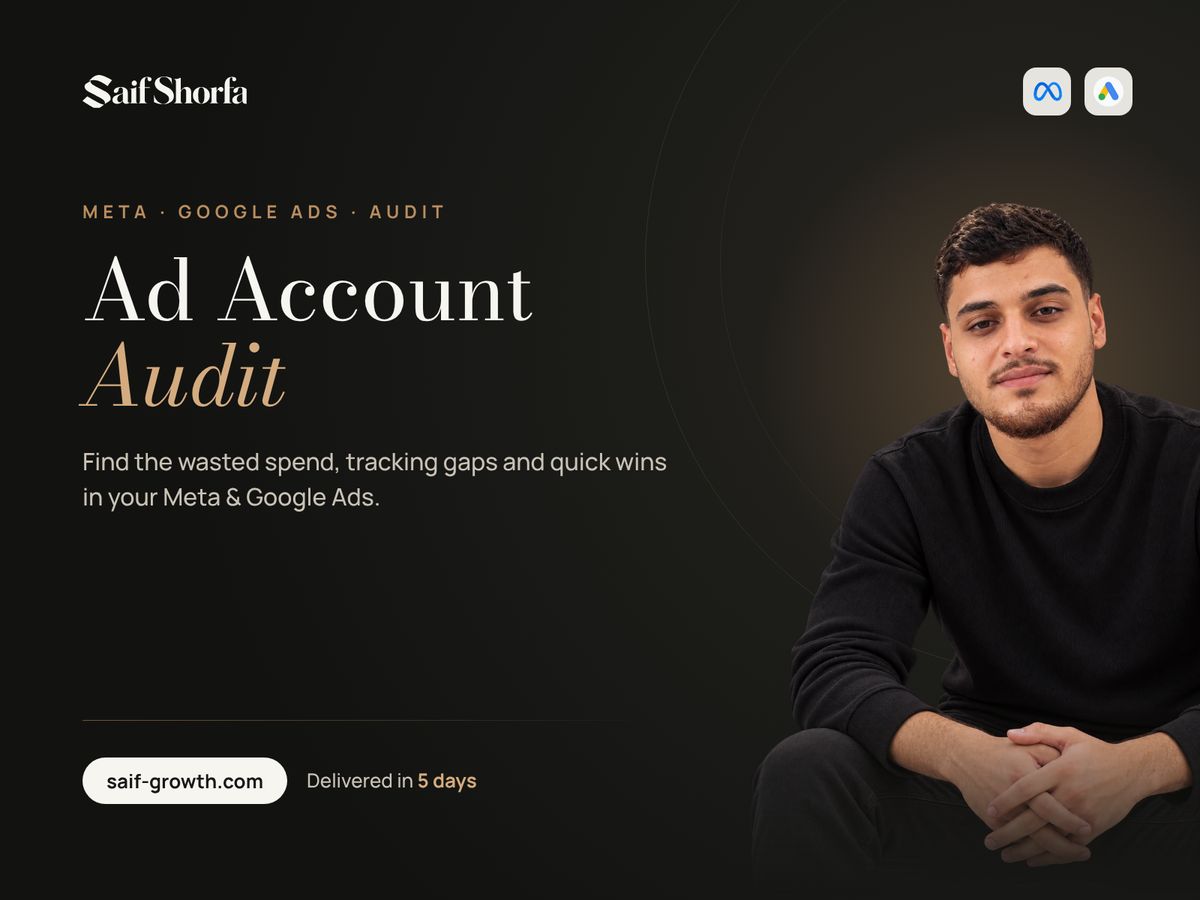 Saif Shorfa
META · GOOGLE ADS · AUDIT
Ad Account
Audit
Find the wasted spend, tracking gaps and quick wins
in your Meta & Google Ads.
saif-growth.com
Delivered in 5 days